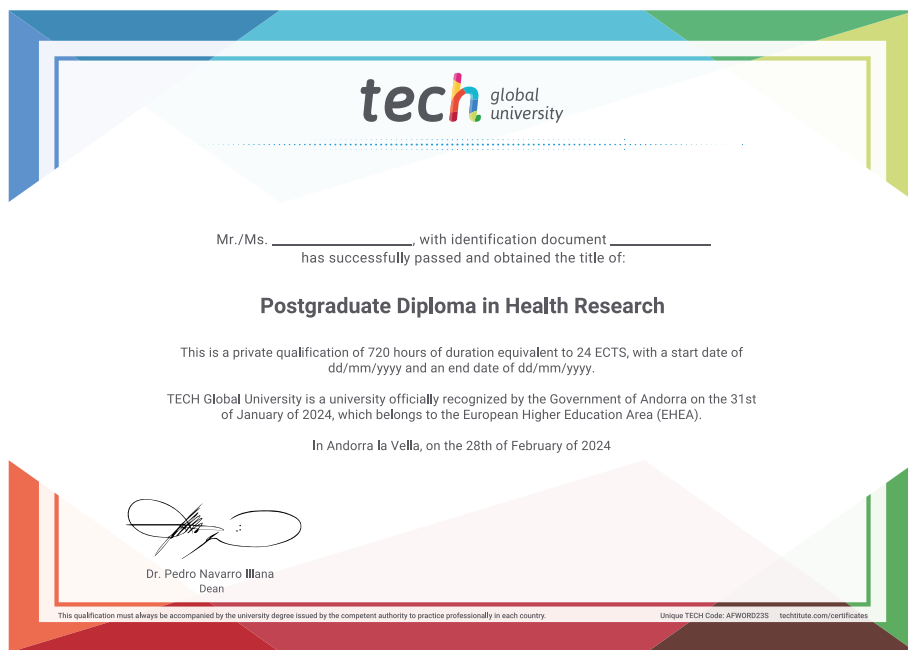 tech global
university
Mr./Ms. ____________________, with identification document ______________
has successfully passed and obtained the title of:
Postgraduate Diploma in Health Research
This is a private qualification of 720 hours of duration equivalent to 24 ECTS, with a start date of
dd/mm/yyyy and an end date of dd/mm/yyyy.
TECH Global University is a university officially recognized by the Government of Andorra on the 31st
of January of 2024, which belongs to the European Higher Education Area (EHEA).
In Andorra la Vella, on the 28th of February of 2024
Dr. Pedro Navarro Illana
Dean
This qualification must always be accompanied by the university degree issued by the competent authority to practice professionally in each country. Unique TECH Code: AFWORD23S techtitute.com/certificates